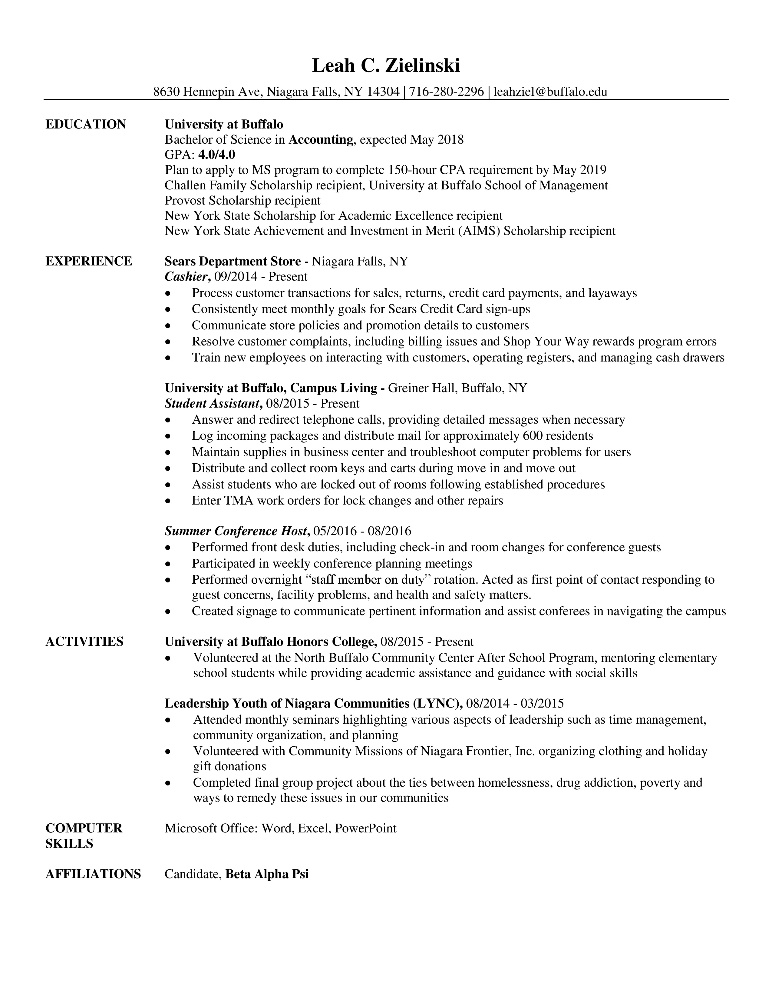 Leah C. Zielinski
8630 Hennepin Ave, Niagara Falls, NY 14304 | 716-280-2296 | leahziel@buffalo.edu
EDUCATION
University at Buffalo
Bachelor of Science in Accounting, expected May 2018
GPA: 4.0/4.0
Plan to apply to MS program to complete 150-hour CPA requirement by May 2019
Challen Family Scholarship recipient, University at Buffalo School of Management
Provost Scholarship recipient
New York State Scholarship for Academic Excellence recipient
New York State Achievement and Investment in Merit (AIMS) Scholarship recipient
EXPERIENCE
Sears Department Store - Niagara Falls, NY
Cashier, 09/2014 - Present
• Process customer transactions for sales, returns, credit card payments, and layaways
• Consistently meet monthly goals for Sears Credit Card sign-ups
• Communicate store policies and promotion details to customers
• Resolve customer complaints, including billing issues and Shop Your Way rewards program errors
• Train new employees on interacting with customers, operating registers, and managing cash drawers
University at Buffalo, Campus Living - Greiner Hall, Buffalo, NY
Student Assistant, 08/2015 - Present
• Answer and redirect telephone calls, providing detailed messages when necessary
• Log incoming packages and distribute mail for approximately 600 residents
• Maintain supplies in business center and troubleshoot computer problems for users
• Distribute and collect room keys and carts during move in and move out
• Assist students who are locked out of rooms following established procedures
• Enter TMA work orders for lock changes and other repairs
Summer Conference Host, 05/2016 - 08/2016
• Performed front desk duties, including check-in and room changes for conference guests
• Participated in weekly conference planning meetings
• Performed overnight “staff member on duty” rotation. Acted as first point of contact responding to
guest concerns, facility problems, and health and safety matters.
• Created signage to communicate pertinent information and assist conferees in navigating the campus
ACTIVITIES
University at Buffalo Honors College, 08/2015 - Present
• Volunteered at the North Buffalo Community Center After School Program, mentoring elementary
school students while providing academic assistance and guidance with social skills
Leadership Youth of Niagara Communities (LYNC), 08/2014 - 03/2015
• Attended monthly seminars highlighting various aspects of leadership such as time management,
community organization, and planning
• Volunteered with Community Missions of Niagara Frontier, Inc. organizing clothing and holiday
gift donations
• Completed final group project about the ties between homelessness, drug addiction, poverty and
ways to remedy these issues in our communities
COMPUTER
SKILLS
Microsoft Office: Word, Excel, PowerPoint
AFFILIATIONS
Candidate, Beta Alpha Psi